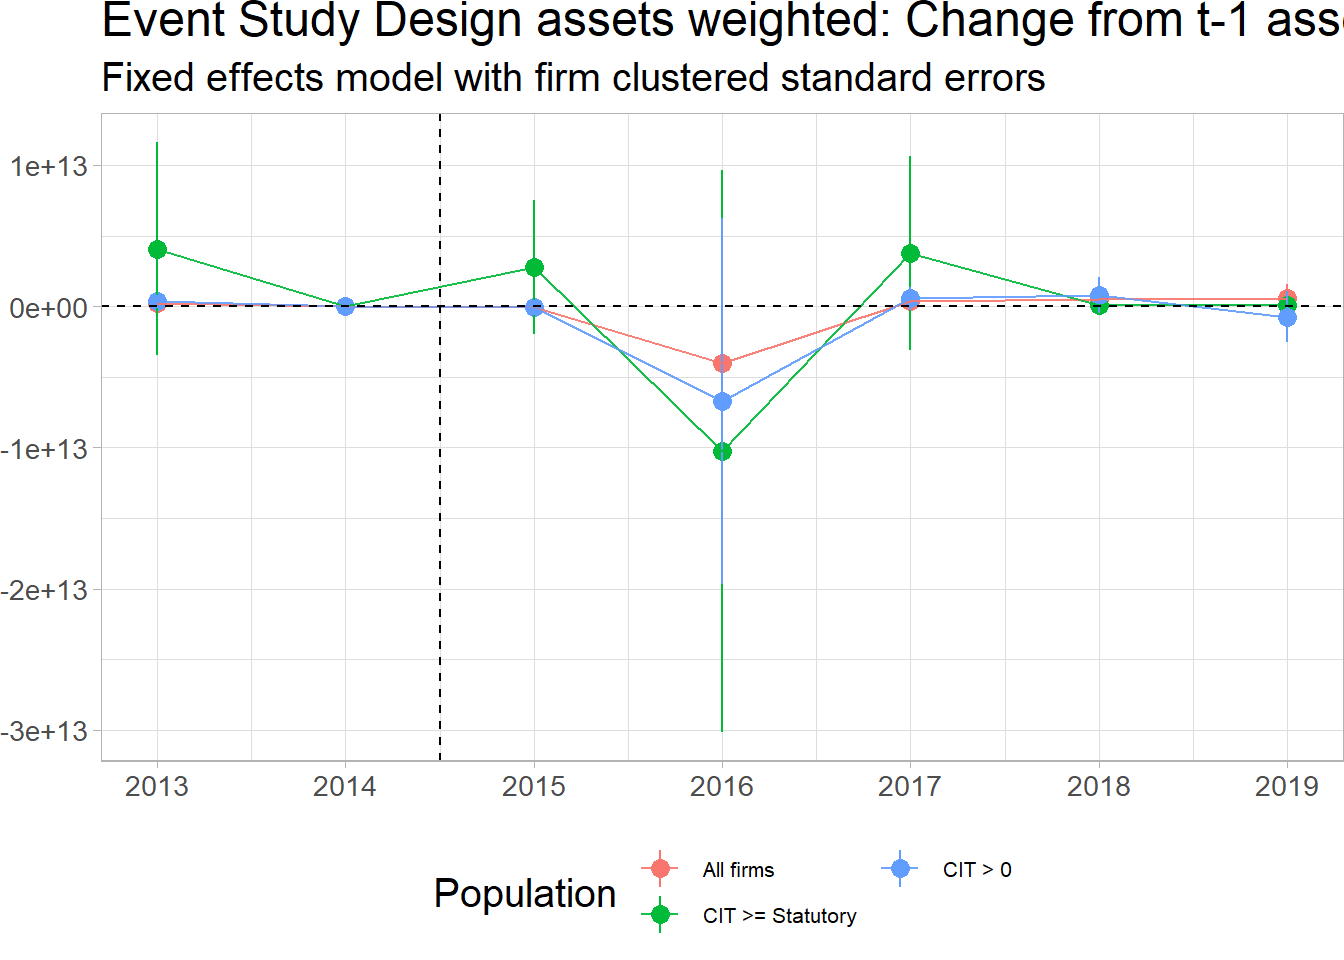 Event Study Design assets weighted: Change from t-1
Fixed effects model with firm clustered standard errors
1e+13
0e+00
-1e+13
-2e+13
-3e+13
2013 2014 2015 2016 2017 2018 2019
Population
All firms
CIT >= Statutory
CIT > 0